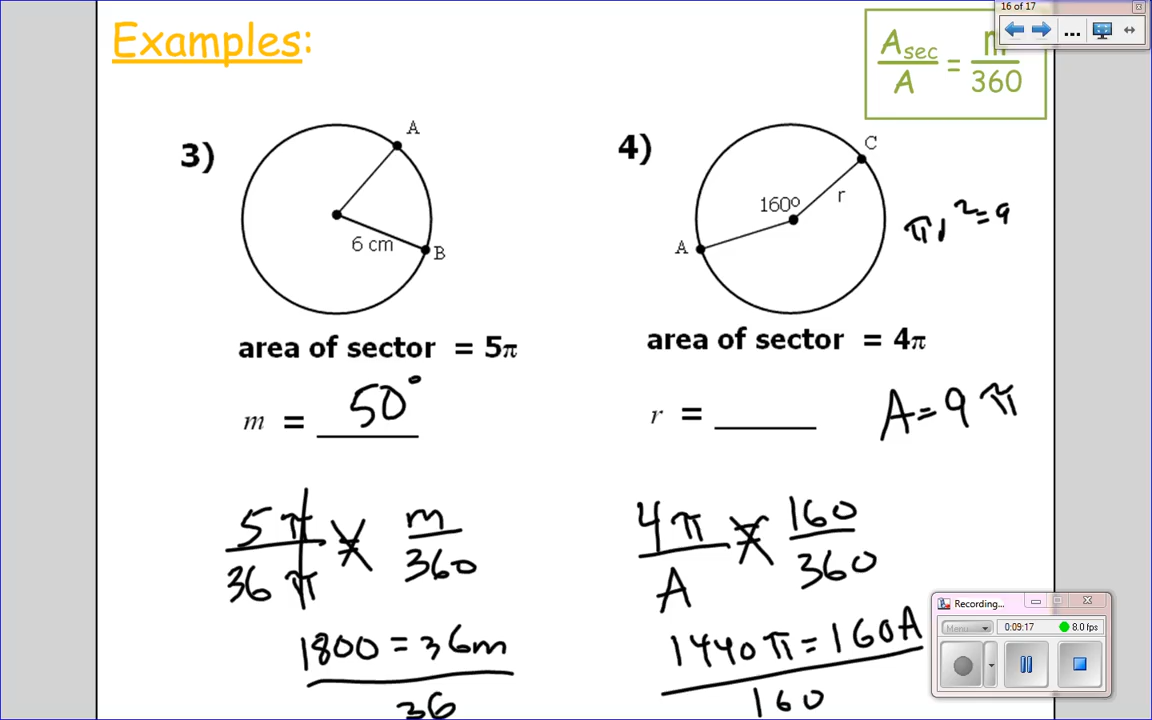 16 of 17
Examples:
A_sec / A = m / 360
3)
A
6 cm
B
area of sector = 5π
m = 50°
5π / 36π = m / 360
1800 = 36m
36
4)
C
160º
r
A
πr² = 9
area of sector = 4π
r = ______
A = 9π
4π / A = 160 / 360
1440π = 160A
160
Recording...
Menu
0:09:17
8.0 fps